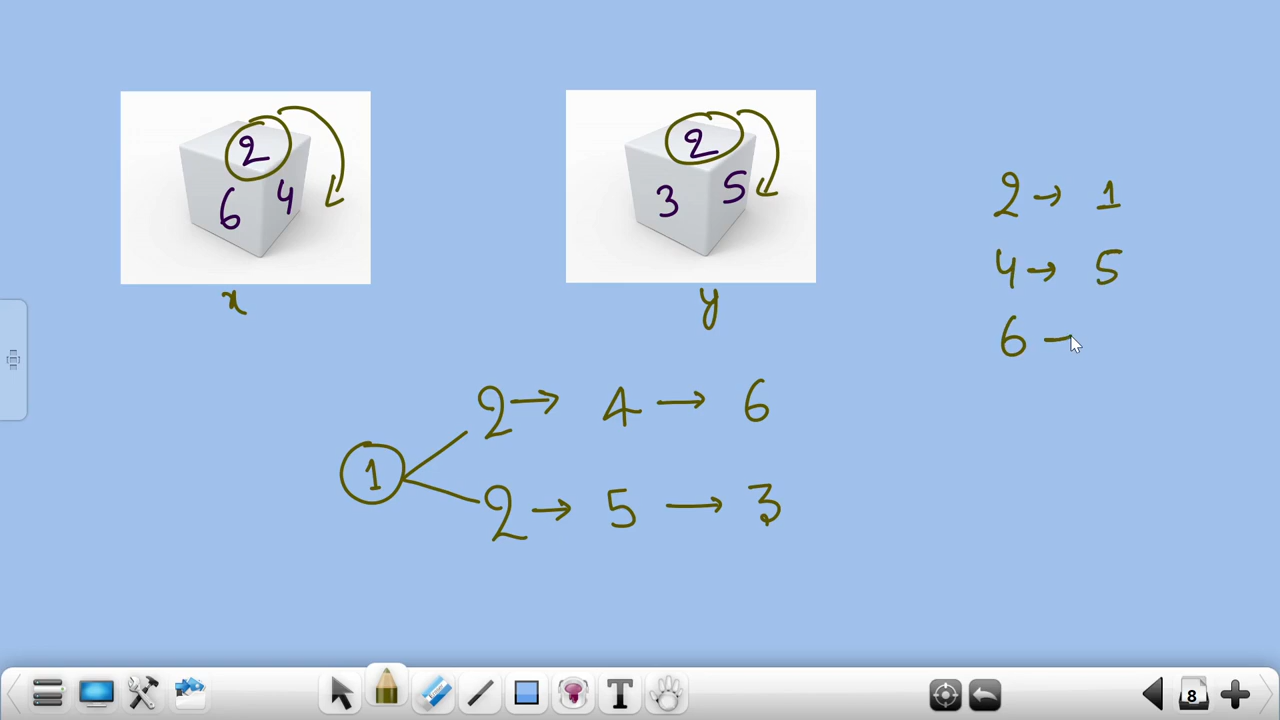 2
6 4
x
2
3 5
y
2 → 1
4 → 5
6 –
2 → 4 → 6
1
2 → 5 → 3
T
8